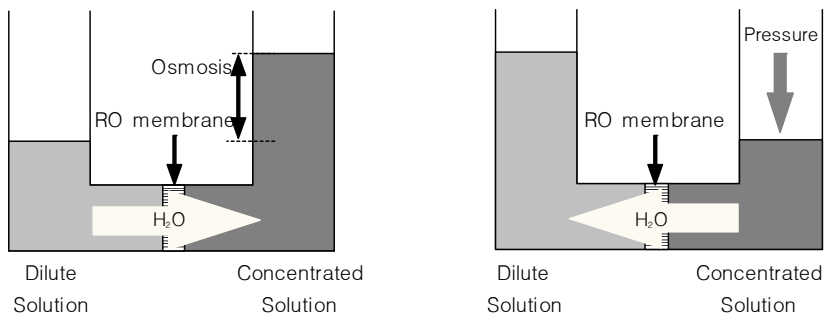 Osmosis
RO membrane
H₂O
Dilute
Solution
Concentrated
Solution
Pressure
RO membrane
H₂O
Dilute
Solution
Concentrated
Solution